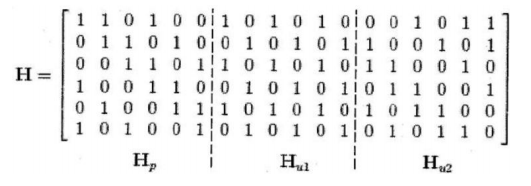 1 1 0 1 0 0 1 0 1 0 1 0 0 0 1 0 1 1
0 1 1 0 1 0 0 1 0 1 0 1 1 0 0 1 0 1
0 0 1 1 0 1 1 0 1 0 1 0 1 1 0 0 1 0
H =
1 0 0 1 1 0 0 1 0 1 0 1 0 1 1 0 0 1
0 1 0 0 1 1 1 0 1 0 1 0 1 0 1 1 0 0
1 0 1 0 0 1 0 1 0 1 0 1 0 1 0 1 1 0
Hp Hu1 Hu2